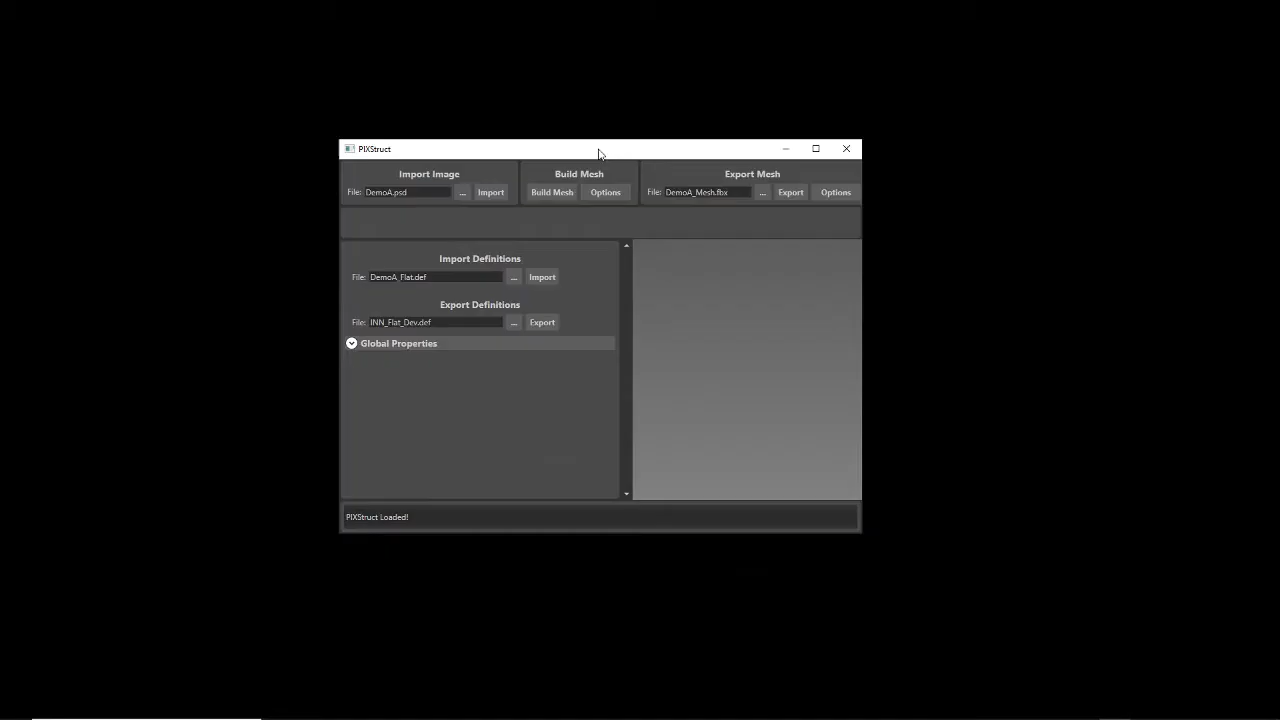 PIXStruct
Import Image
File: DemoA.psd ... Import
Build Mesh
Build Mesh Options
Export Mesh
File: DemoA_Mesh.fbx ... Export Options
Import Definitions
File: DemoA_Flat.def ... Import
Export Definitions
File: INN_Flat_Dev.def ... Export
Global Properties
PIXStruct Loaded!